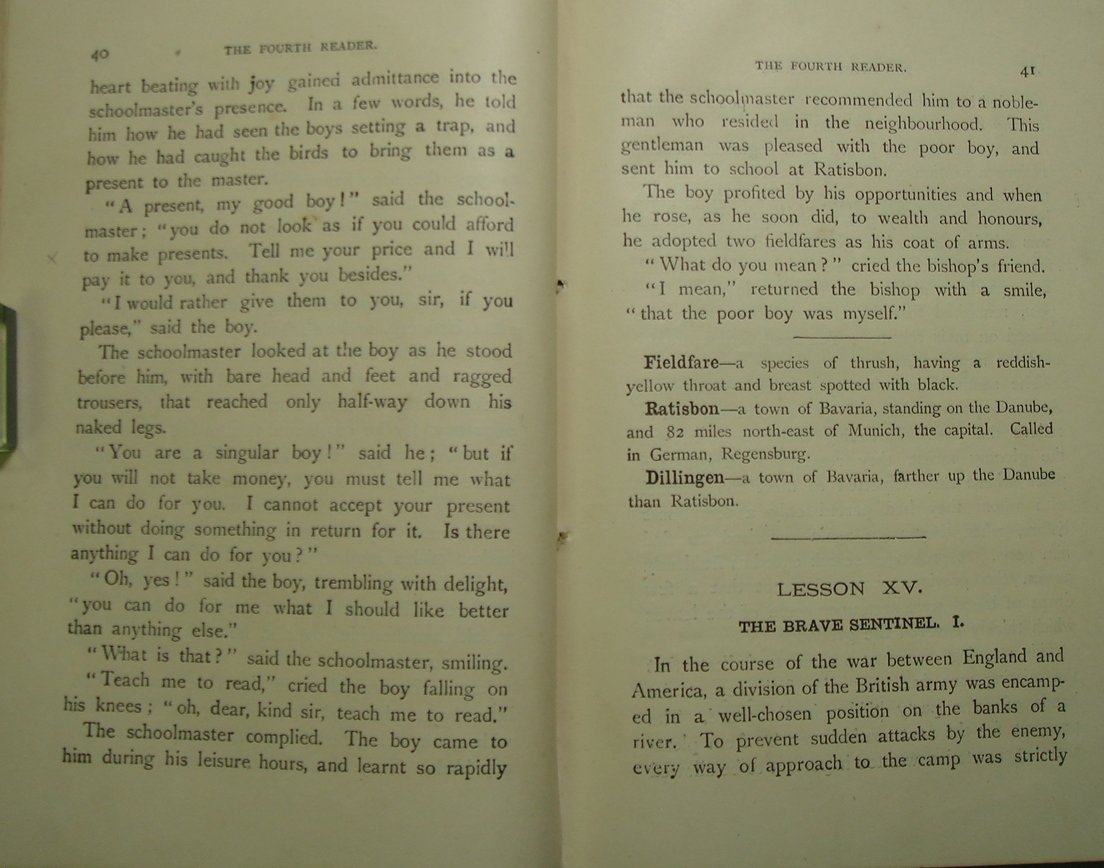 40
THE FOURTH READER.
heart beating with joy gained admittance into the
schoolmaster's presence. In a few words, he told
him how he had seen the boys setting a trap, and
how he had caught the birds to bring them as a
present to the master.
"A present, my good boy!" said the school-
master; "you do not look as if you could afford
to make presents. Tell me your price and I will
pay it to you, and thank you besides."
"I would rather give them to you, sir, if you
please," said the boy.
The schoolmaster looked at the boy as he stood
before him, with bare head and feet and ragged
trousers, that reached only half-way down his
naked legs.
"You are a singular boy!" said he; "but if
you will not take money, you must tell me what
I can do for you. I cannot accept your present
without doing something in return for it. Is there
anything I can do for you?"
"Oh, yes!" said the boy, trembling with delight,
"you can do for me what I should like better
than anything else."
"What is that?" said the schoolmaster, smiling.
"Teach me to read," cried the boy falling on
his knees; "oh, dear, kind sir, teach me to read."
The schoolmaster complied. The boy came to
him during his leisure hours, and learnt so rapidly
THE FOURTH READER.
41
that the schoolmaster recommended him to a noble-
man who resided in the neighbourhood. This
gentleman was pleased with the poor boy, and
sent him to school at Ratisbon.
The boy profited by his opportunities and when
he rose, as he soon did, to wealth and honours,
he adopted two fieldfares as his coat of arms.
"What do you mean?" cried the bishop's friend.
"I mean," returned the bishop with a smile,
"that the poor boy was myself."
Fieldfare—a species of thrush, having a reddish-
yellow throat and breast spotted with black.
Ratisbon—a town of Bavaria, standing on the Danube,
and 82 miles north-east of Munich, the capital. Called
in German, Regensburg.
Dillingen—a town of Bavaria, farther up the Danube
than Ratisbon.
LESSON XV.
THE BRAVE SENTINEL. I.
In the course of the war between England and
America, a division of the British army was encamp-
ed in a well-chosen position on the banks of a
river. To prevent sudden attacks by the enemy,
every way of approach to the camp was strictly